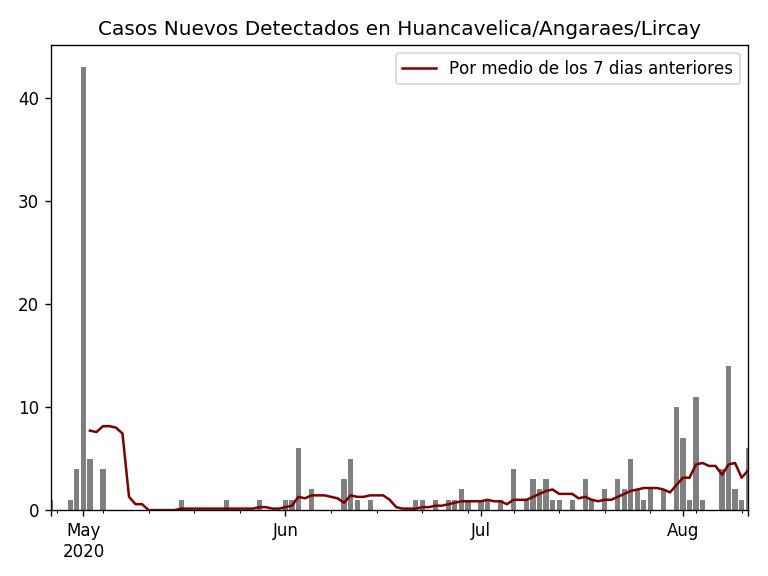 Casos Nuevos Detectados en Huancavelica/Angaraes/Lircay
Por medio de los 7 dias anteriores
40
30
20
10
0
May Jun Jul Aug
2020